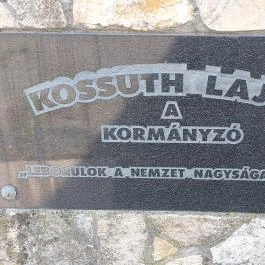 KOSSUTH LAJ
A
KORMÁNYZÓ
„LEBORULOK A NEMZET NAGYSÁGA